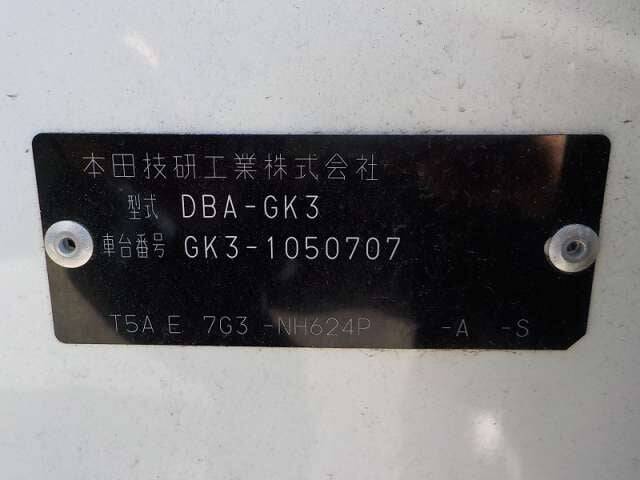 本田技研工業株式会社
型式 DBA-GK3
車台番号 GK3-1050707
T5A E 7G3 -NH624P -A -S